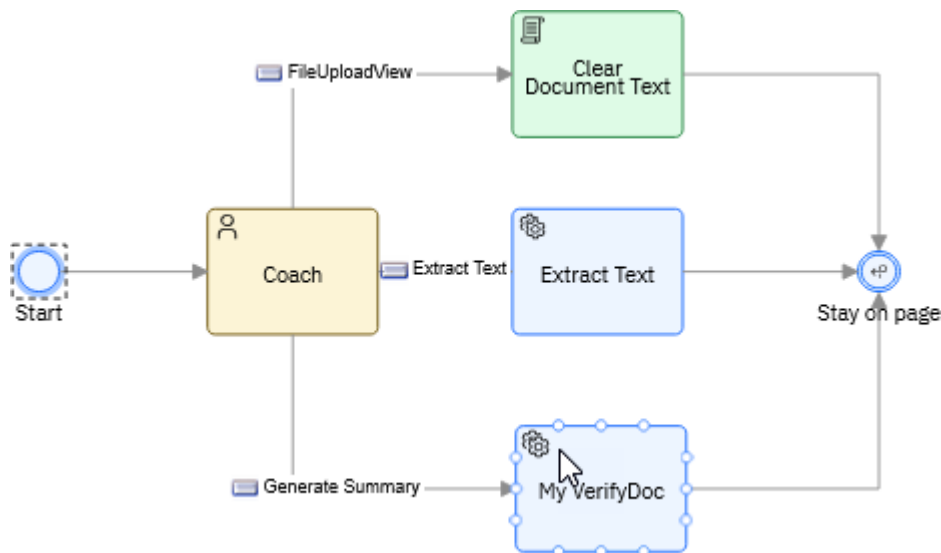 FileUploadView
Clear
Document Text
Start
Coach
Extract Text
Extract Text
Stay on page
Generate Summary
My VerifyDoc